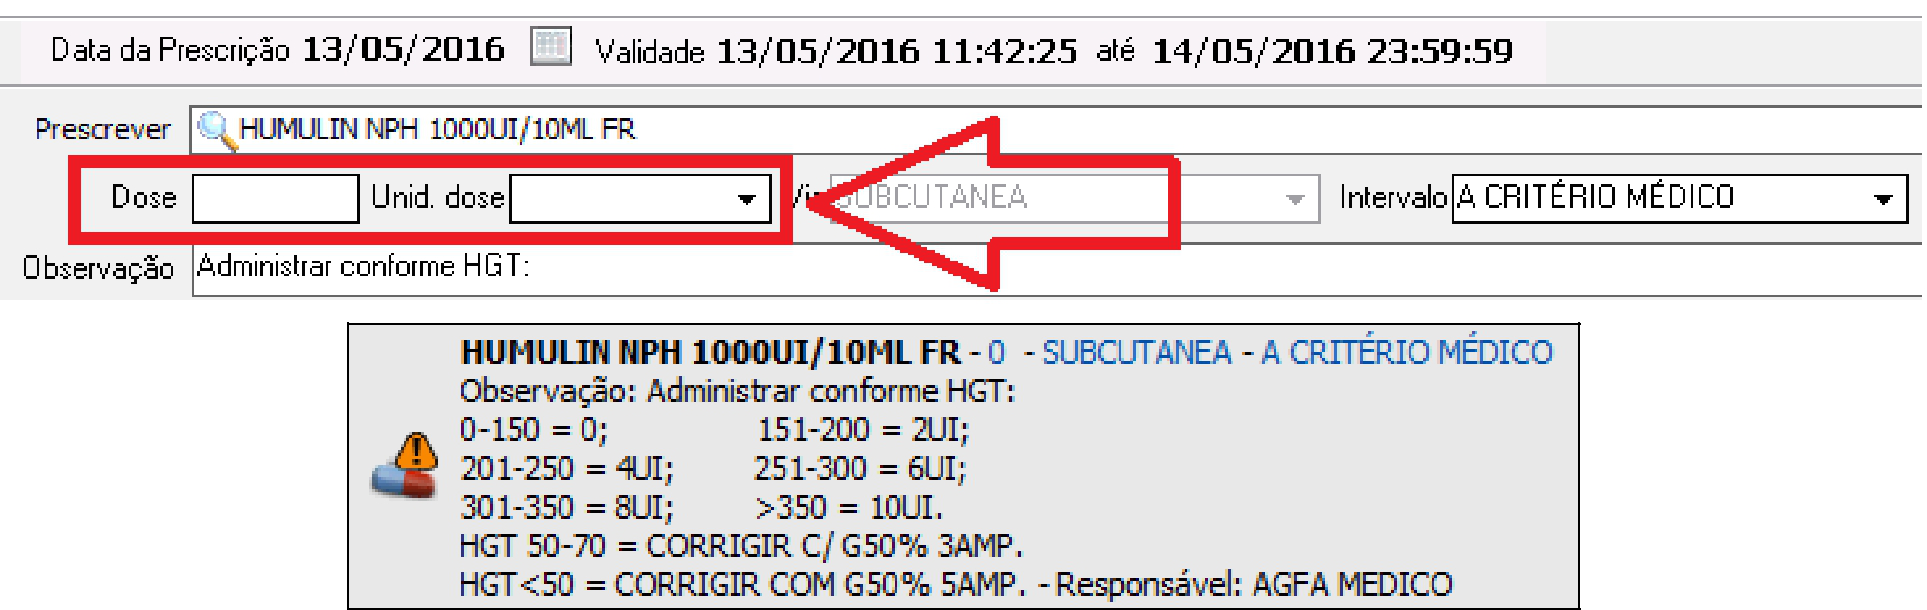 Data da Prescrição 13/05/2016 Validade 13/05/2016 11:42:25 até 14/05/2016 23:59:59
Prescrever HUMULIN NPH 1000UI/10ML FR
Dose Unid. dose SUBCUTANEA Intervalo A CRITÉRIO MÉDICO
Observação Administrar conforme HGT:
HUMULIN NPH 1000UI/10ML FR - 0 - SUBCUTANEA - A CRITÉRIO MÉDICO
Observação: Administrar conforme HGT:
0-150 = 0; 151-200 = 2UI;
201-250 = 4UI; 251-300 = 6UI;
301-350 = 8UI; >350 = 10UI.
HGT 50-70 = CORRIGIR C/ G50% 3AMP.
HGT<50 = CORRIGIR COM G50% 5AMP. - Responsável: AGFA MEDICO